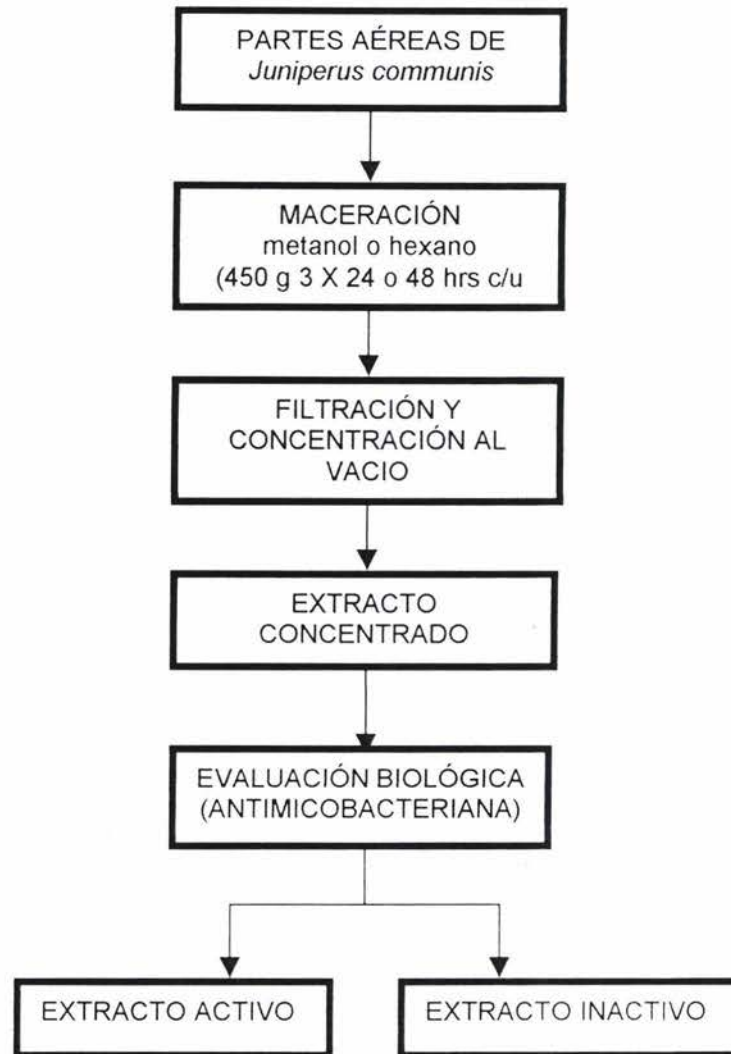 PARTES AÉREAS DE
Juniperus communis
MACERACIÓN
metanol o hexano
(450 g 3 X 24 o 48 hrs c/u
FILTRACIÓN Y
CONCENTRACIÓN AL
VACIO
EXTRACTO
CONCENTRADO
EVALUACIÓN BIOLÓGICA
(ANTIMICOBACTERIANA)
EXTRACTO ACTIVO
EXTRACTO INACTIVO